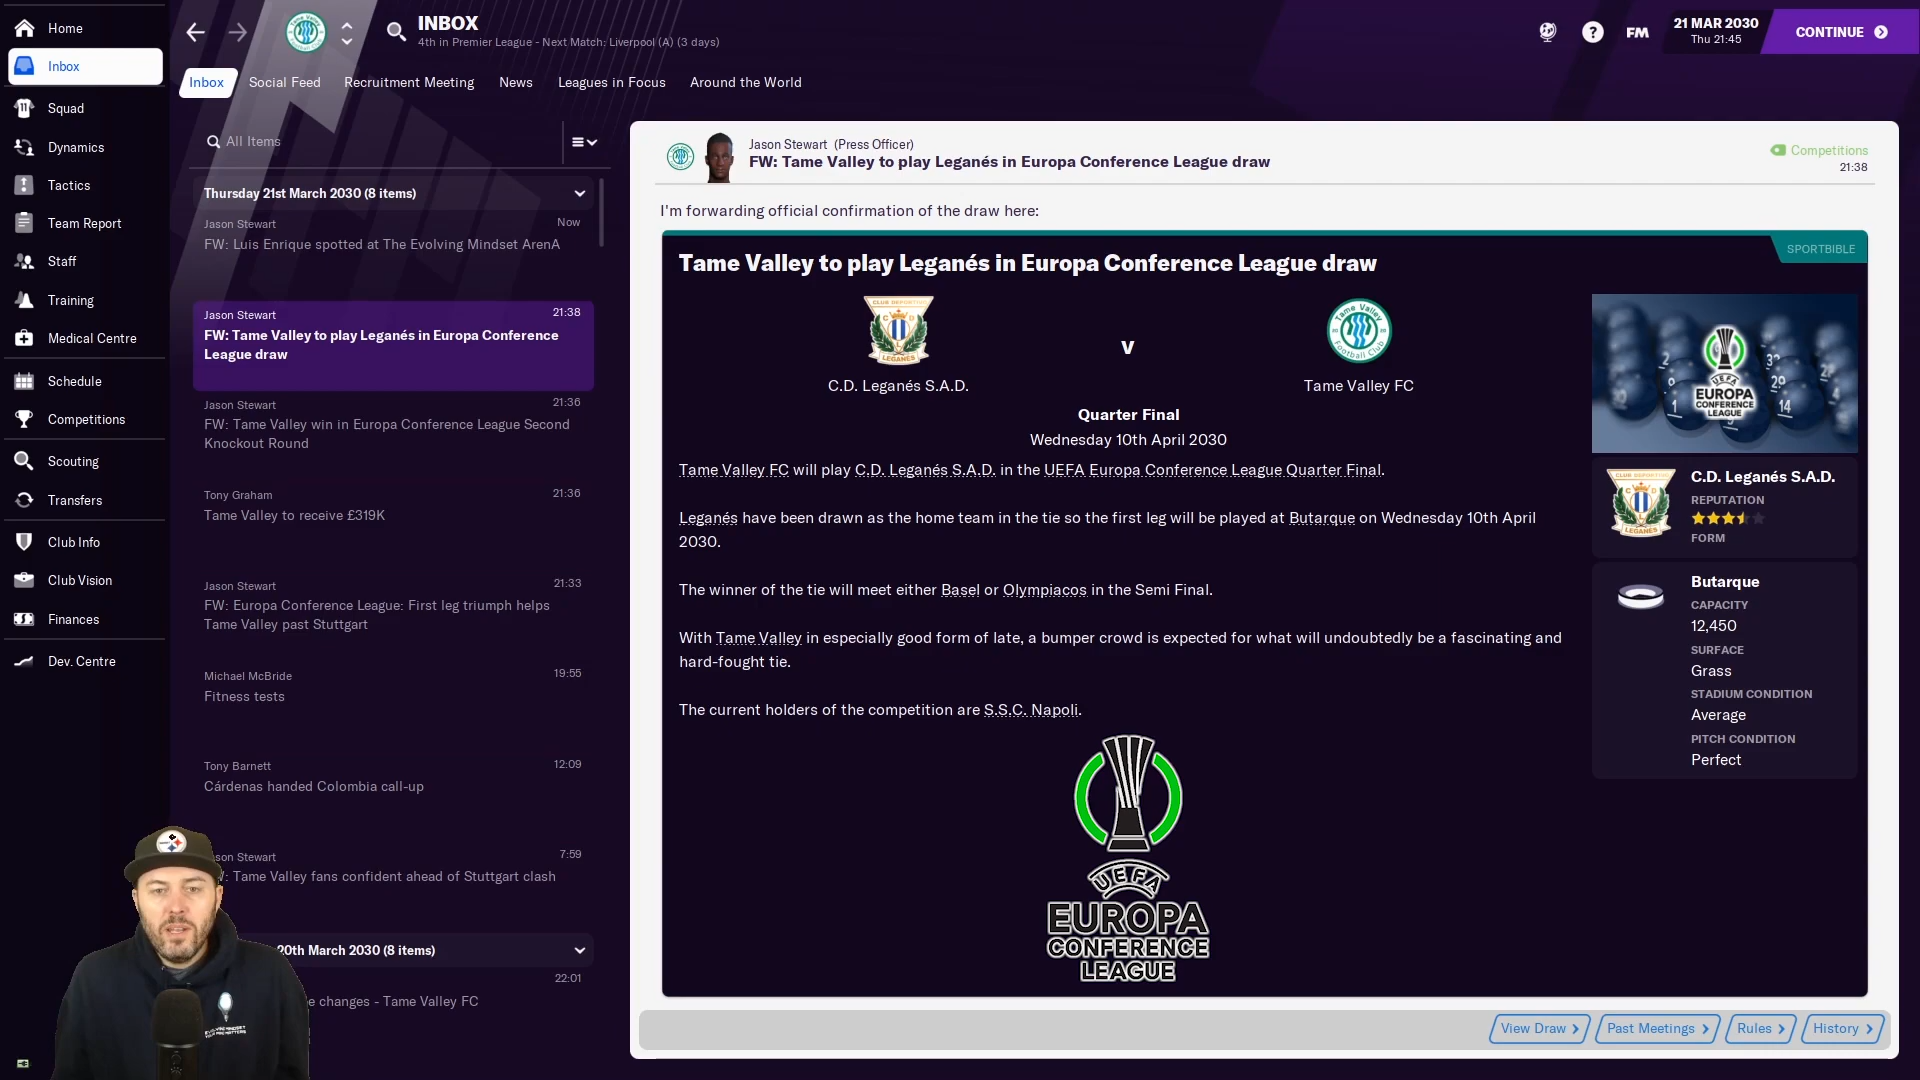 Home
Inbox
Squad
Dynamics
Tactics
Team Report
Staff
Training
Medical Centre
Schedule
Competitions
Scouting
Transfers
Club Info
Club Vision
Finances
Dev. Centre
INBOX
4th in Premier League - Next Match: Liverpool (A) (3 days)
FM
21 MAR 2030
Thu 21:45
CONTINUE
Inbox
Social Feed
Recruitment Meeting
News
Leagues in Focus
Around the World
All Items
Thursday 21st March 2030 (8 items)
Jason Stewart
Now
FW: Luis Enrique spotted at The Evolving Mindset ArenA
Jason Stewart
21:38
FW: Tame Valley to play Leganés in Europa Conference
League draw
Jason Stewart
21:36
FW: Tame Valley win in Europa Conference League Second
Knockout Round
Tony Graham
21:36
Tame Valley to receive £319K
Jason Stewart
21:33
FW: Europa Conference League: First leg triumph helps
Tame Valley past Stuttgart
Michael McBride
19:55
Fitness tests
Tony Barnett
12:09
Cárdenas handed Colombia call-up
son Stewart
7:59
: Tame Valley fans confident ahead of Stuttgart clash
20th March 2030 (8 items)
22:01
e changes - Tame Valley FC
Jason Stewart (Press Officer)
FW: Tame Valley to play Leganés in Europa Conference League draw
Competitions
21:38
I'm forwarding official confirmation of the draw here:
SPORTBIBLE
Tame Valley to play Leganés in Europa Conference League draw
C.D. Leganés S.A.D.
v
Tame Valley FC
Quarter Final
Wednesday 10th April 2030
Tame Valley FC will play C.D. Leganés S.A.D. in the UEFA Europa Conference League Quarter Final.
Leganés have been drawn as the home team in the tie so the first leg will be played at Butarque on Wednesday 10th April
2030.
The winner of the tie will meet either Basel or Olympiacos in the Semi Final.
With Tame Valley in especially good form of late, a bumper crowd is expected for what will undoubtedly be a fascinating and
hard-fought tie.
The current holders of the competition are S.S.C. Napoli.
UEFA
EUROPA
CONFERENCE
LEAGUE
UEFA
EUROPA
CONFERENCE
LEAGUE
C.D. Leganés S.A.D.
REPUTATION
FORM
Butarque
CAPACITY
12,450
SURFACE
Grass
STADIUM CONDITION
Average
PITCH CONDITION
Perfect
View Draw
Past Meetings
Rules
History